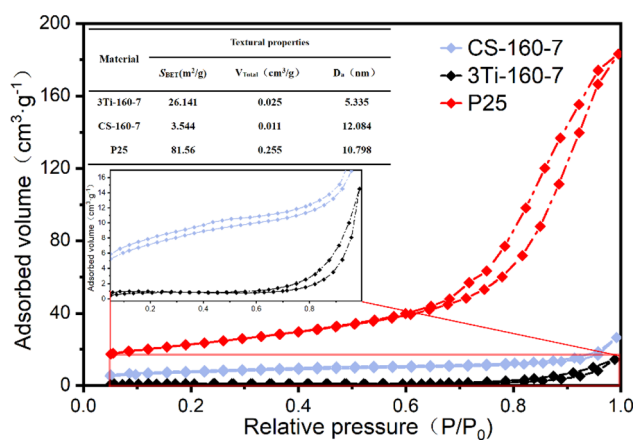 Adsorbed volume（cm³·g⁻¹）
200
160
120
80
40
0
0.0
0.2
0.4
0.6
0.8
1.0
Relative pressure（P/P₀）
CS-160-7
3Ti-160-7
P25
Material
Textural properties
S_BET(m²/g) V_Total（cm³/g） Dₐ（nm）
3Ti-160-7 26.141 0.025 5.335
CS-160-7 3.544 0.011 12.084
P25 81.56 0.255 10.798
Adsorbed volume（cm³g⁻¹）
16
14
12
10
8
6
4
2
0
0.2
0.4
0.6
0.8